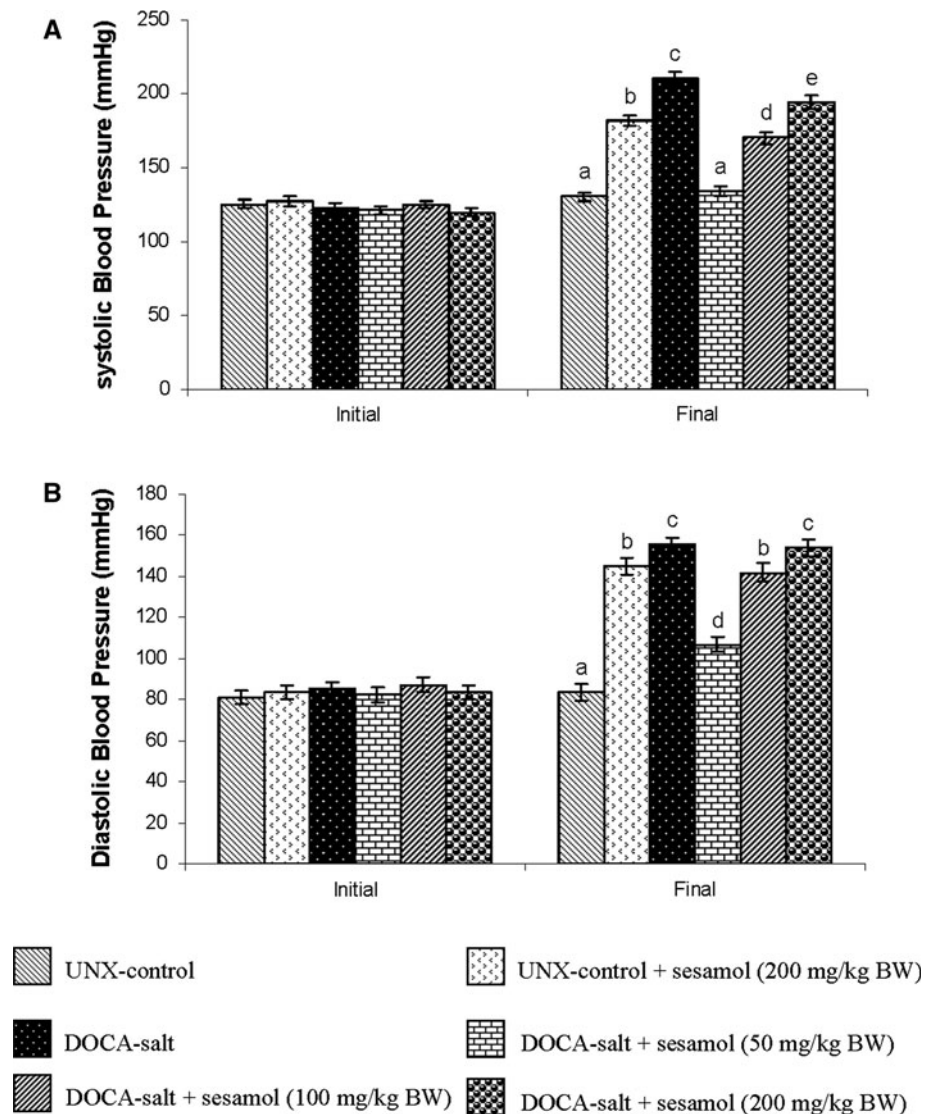 A
systolic Blood Pressure (mmHg)
250
200
150
100
50
0
a
b
c
a
d
e
Initial
Final
B
Diastolic Blood Pressure (mmHg)
180
160
140
120
100
80
60
40
20
0
a
b
c
d
b
c
Initial
Final
UNX-control
UNX-control + sesamol (200 mg/kg BW)
DOCA-salt
DOCA-salt + sesamol (50 mg/kg BW)
DOCA-salt + sesamol (100 mg/kg BW)
DOCA-salt + sesamol (200 mg/kg BW)